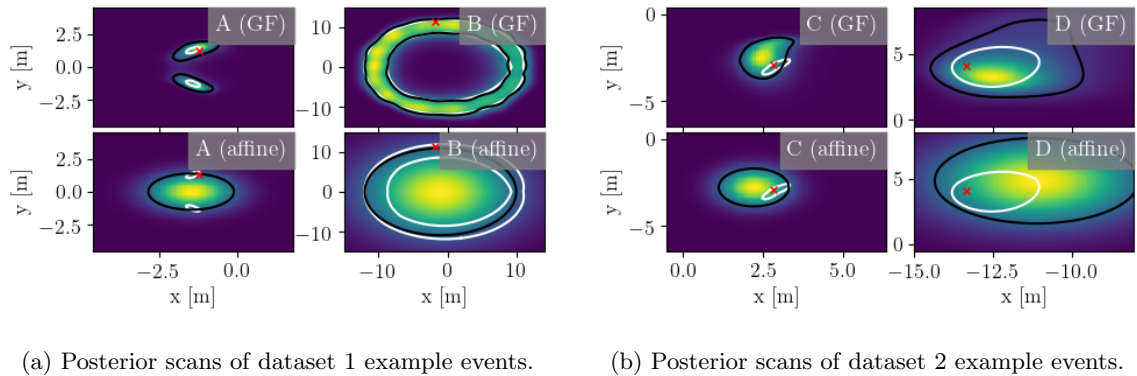 A (GF)
B (GF)
C (GF)
D (GF)
2.5
0.0
−2.5
y [m]
10
0
−10
0
−5
y [m]
5
0
A (affine)
B (affine)
C (affine)
D (affine)
2.5
0.0
−2.5
y [m]
10
0
−10
0
−5
y [m]
5
0
−2.5
0.0
−10
0
10
0.0
2.5
5.0
−15.0
−12.5
−10.0
x [m]
x [m]
x [m]
x [m]
(a) Posterior scans of dataset 1 example events.
(b) Posterior scans of dataset 2 example events.